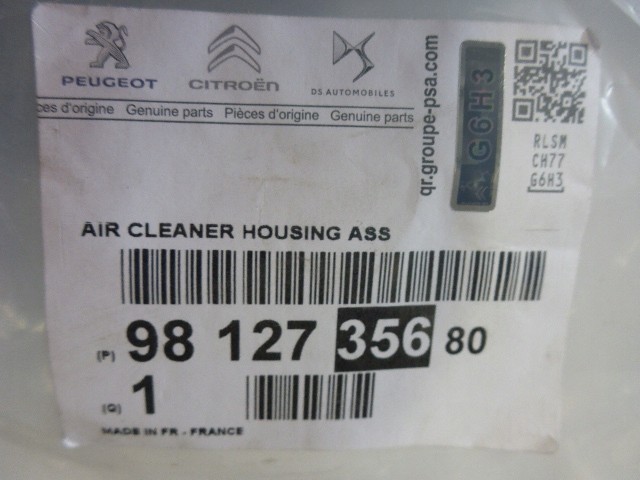 PEUGEOT CITROËN DS AUTOMOBILES
ces d'origine Genuine parts Pièces d'origine Genuine parts
qr.groupe-psa.com
G6H3
RLSM
CH77
G6H3
AIR CLEANER HOUSING ASS
(P) 98 127 356 80
(Q) 1
MADE IN FR - FRANCE